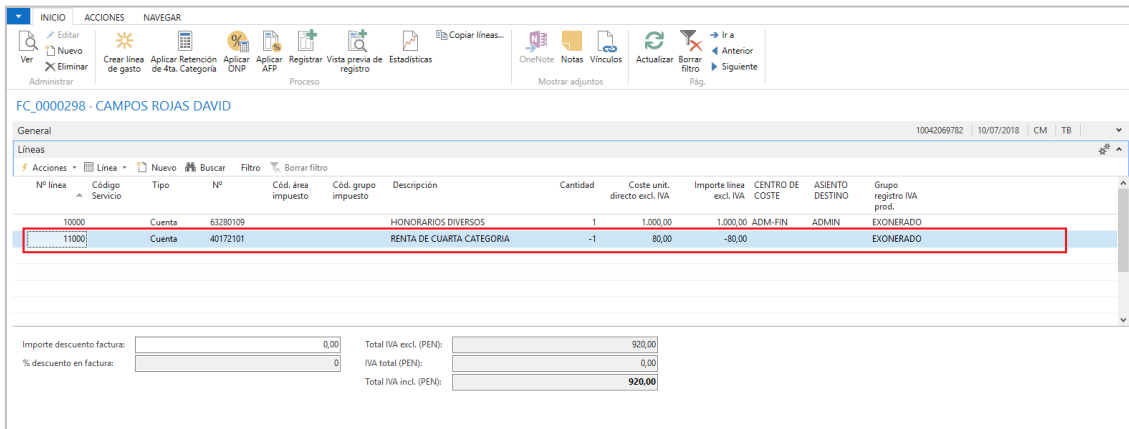 INICIO ACCIONES NAVEGAR
Ver
Editar
Nuevo
Eliminar
Administrar
Crear línea de gasto
Aplicar Retención de 4ta. Categoría
Aplicar ONP
Aplicar AFP
Registrar
Vista previa de registro
Estadísticas
Copiar líneas...
Proceso
OneNote
Notas
Vínculos
Mostrar adjuntos
Actualizar
Borrar filtro
Ir a
Anterior
Siguiente
Pág.
FC_0000298 · CAMPOS ROJAS DAVID
General 10042069782 10/07/2018 CM TB
Líneas
Acciones Línea Nuevo Buscar Filtro Borrar filtro
Nº línea Código Servicio Tipo Nº Cód. área impuesto Cód. grupo impuesto Descripción Cantidad Coste unit. directo excl. IVA Importe línea excl. IVA CENTRO DE COSTE ASIENTO DESTINO Grupo registro IVA prod.
10000 Cuenta 63280109 HONORARIOS DIVERSOS 1 1.000,00 1.000,00 ADM-FIN ADMIN EXONERADO
11000 Cuenta 40172101 RENTA DE CUARTA CATEGORIA -1 80,00 -80,00 EXONERADO
Importe descuento factura: 0,00 Total IVA excl. (PEN): 920,00
% descuento en factura: 0 IVA total (PEN): 0,00
Total IVA incl. (PEN): 920,00